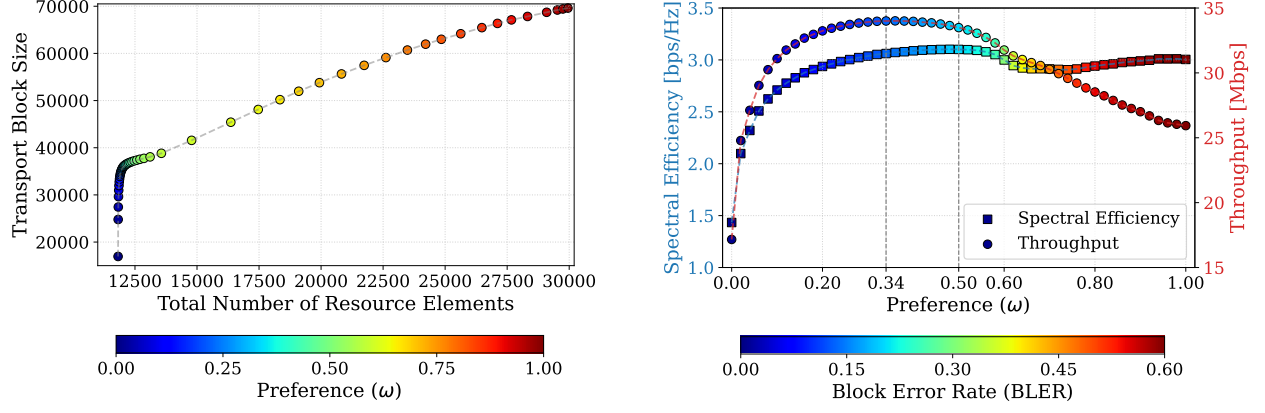 Transport Block Size
70000
60000
50000
40000
30000
20000
12500 15000 17500 20000 22500 25000 27500 30000
Total Number of Resource Elements
0.00 0.25 0.50 0.75 1.00
Preference (ω)
Spectral Efficiency [bps/Hz]
3.5
3.0
2.5
2.0
1.5
1.0
Throughput [Mbps]
35
30
25
20
15
Spectral Efficiency
Throughput
0.00 0.20 0.34 0.50 0.60 0.80 1.00
Preference (ω)
0.00 0.15 0.30 0.45 0.60
Block Error Rate (BLER)